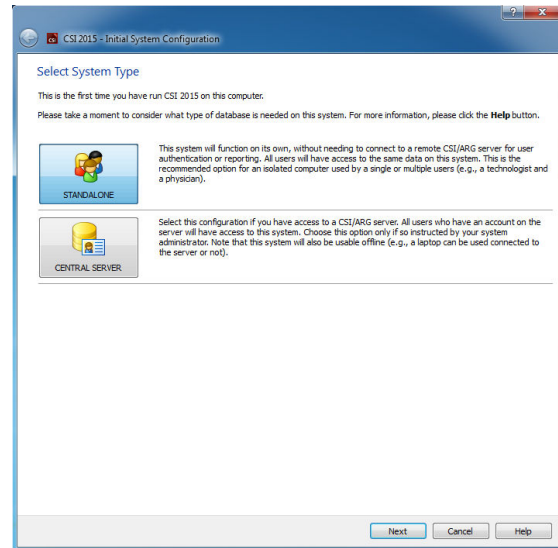 CSI 2015 - Initial System Configuration
Select System Type
This is the first time you have run CSI 2015 on this computer.
Please take a moment to consider what type of database is needed on this system. For more information, please click the Help button.
This system will function on its own, without needing to connect to a remote CSI/ARG server for user
authentication or reporting. All users will have access to the same data on this system. This is the
recommended option for an isolated computer used by a single or multiple users (e.g., a technologist and
a physician).
STANDALONE
Select this configuration if you have access to a CSI/ARG server. All users who have an account on the
server will have access to this system. Choose this option only if so instructed by your system
administrator. Note that this system will also be usable offline (e.g., a laptop can be used connected to
the server or not).
CENTRAL SERVER
Next Cancel Help